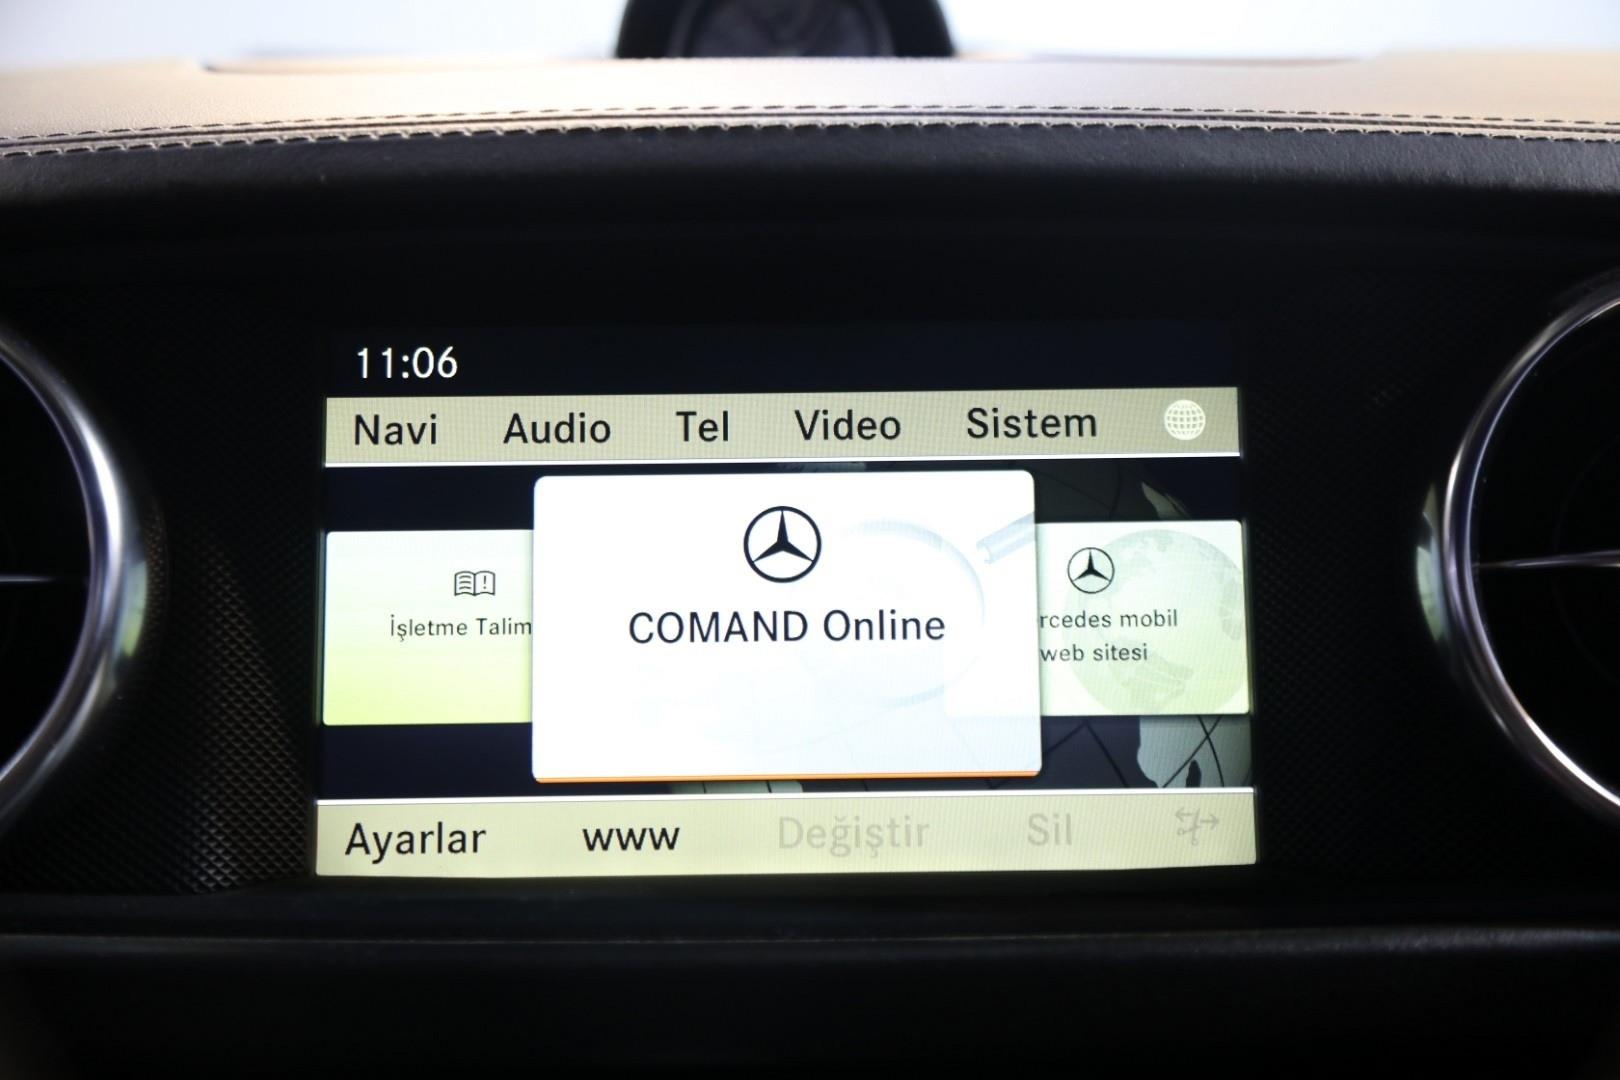 11:06
Navi Audio Tel Video Sistem
İşletme Talim
COMAND Online
rcedes mobil
web sitesi
Ayarlar www Değiştir Sil